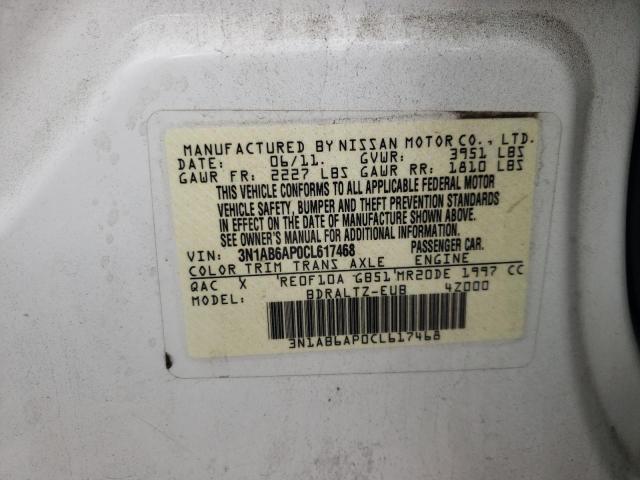 MANUFACTURED BY NISSAN MOTOR CO., LTD.
DATE: 06/11. GVWR: 3951 LBS
GAWR FR: 2227 LBS GAWR RR: 1810 LBS
THIS VEHICLE CONFORMS TO ALL APPLICABLE FEDERAL MOTOR
VEHICLE SAFETY, BUMPER AND THEFT PREVENTION STANDARDS
IN EFFECT ON THE DATE OF MANUFACTURE SHOWN ABOVE.
SEE OWNER'S MANUAL FOR ADDITIONAL INFORMATION.
VIN: 3N1AB6AP0CL617468 PASSENGER CAR.
COLOR TRIM TRANS AXLE ENGINE
QAC X RE0F10A GB51 MR20DE 1997 CC
MODEL: BDRALTZ-EUB 4Z000
3N1AB6AP0CL617468